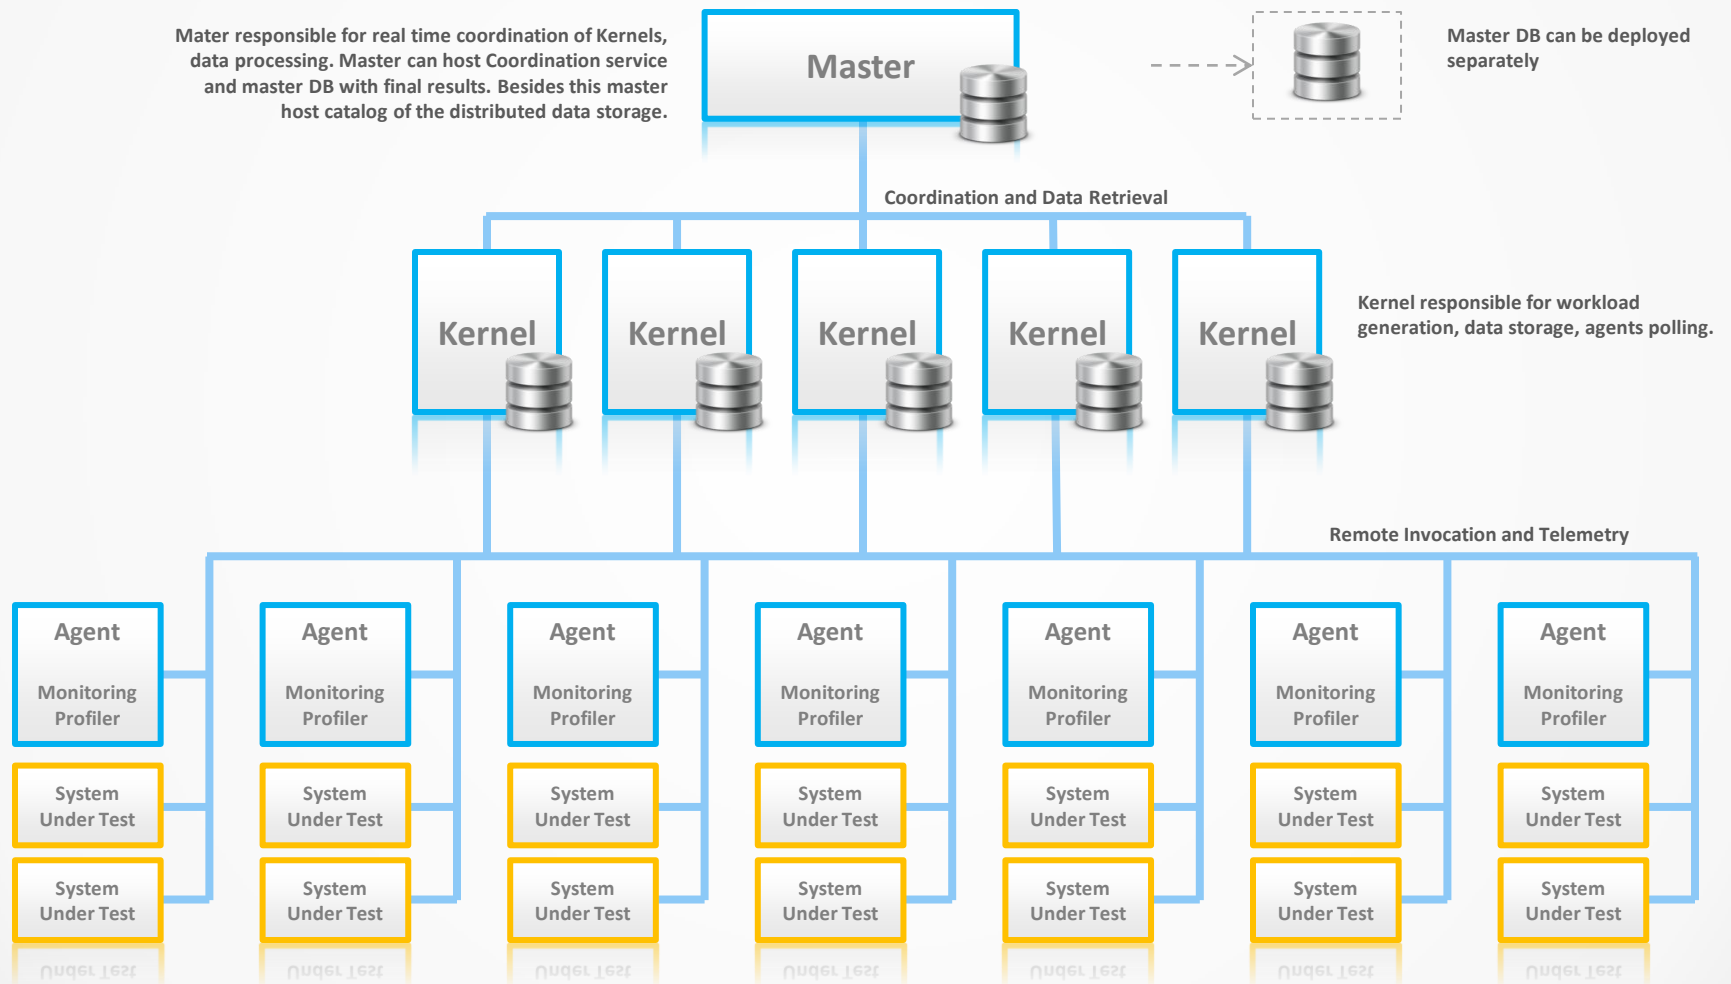 Mater responsible for real time coordination of Kernels,
data processing. Master can host Coordination service
and master DB with final results. Besides this master
host catalog of the distributed data storage.
Master
Master DB can be deployed
separately
Coordination and Data Retrieval
Kernel
Kernel
Kernel
Kernel
Kernel
Kernel responsible for workload
generation, data storage, agents polling.
Remote Invocation and Telemetry
Agent
Monitoring
Profiler
Agent
Monitoring
Profiler
Agent
Monitoring
Profiler
Agent
Monitoring
Profiler
Agent
Monitoring
Profiler
Agent
Monitoring
Profiler
Agent
Monitoring
Profiler
System
Under Test
System
Under Test
System
Under Test
System
Under Test
System
Under Test
System
Under Test
System
Under Test
System
Under Test
System
Under Test
System
Under Test
System
Under Test
System
Under Test
System
Under Test
System
Under Test